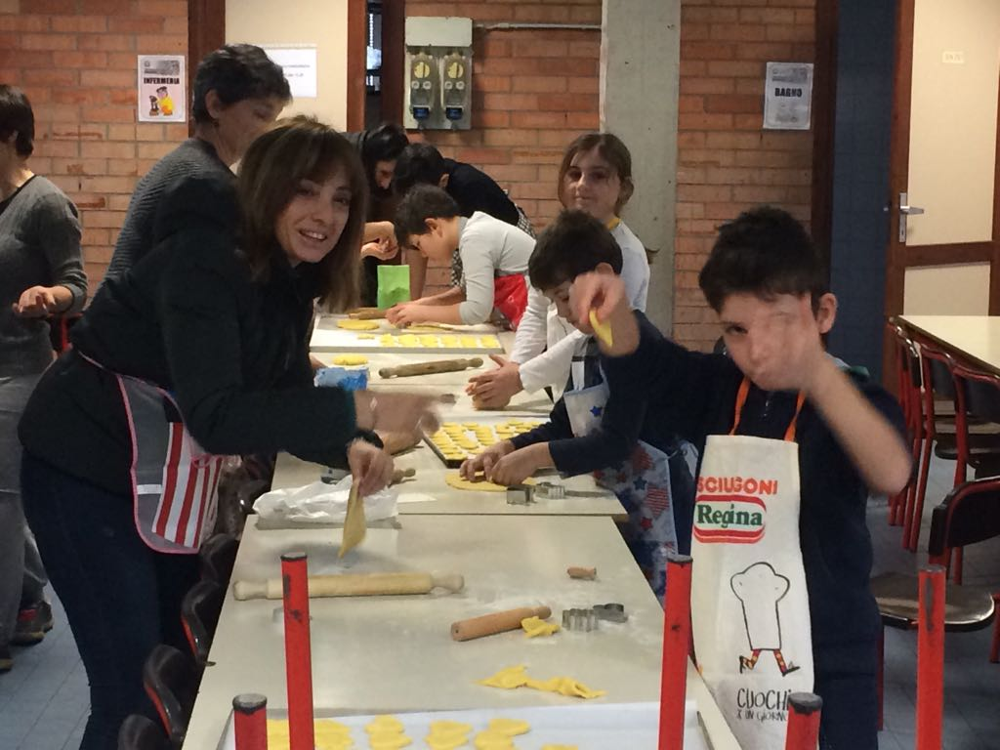 INFERMERIA
BAGNO
SCIUGONI
Regina
CUOCHI
X UN GIORNO